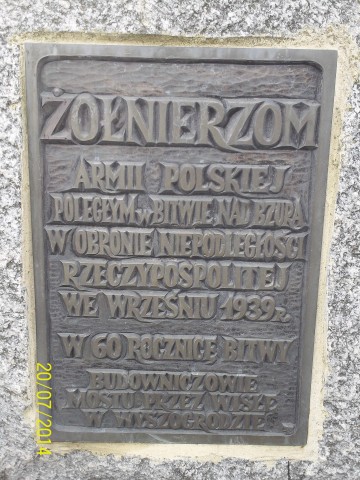 ŻOŁNIERZOM
ARMII POLSKIEJ
POLEGŁYM W BITWIE NAD BZURĄ
W OBRONIE NIEPODLEGŁOŚCI
RZECZYPOSPOLITEJ
WE WRZEŚNIU 1939 r.
W 60 ROCZNICĘ BITWY
BUDOWNICZOWIE
MOSTU PRZEZ WISŁĘ
W WYSZOGRODZIE
20/07/2014